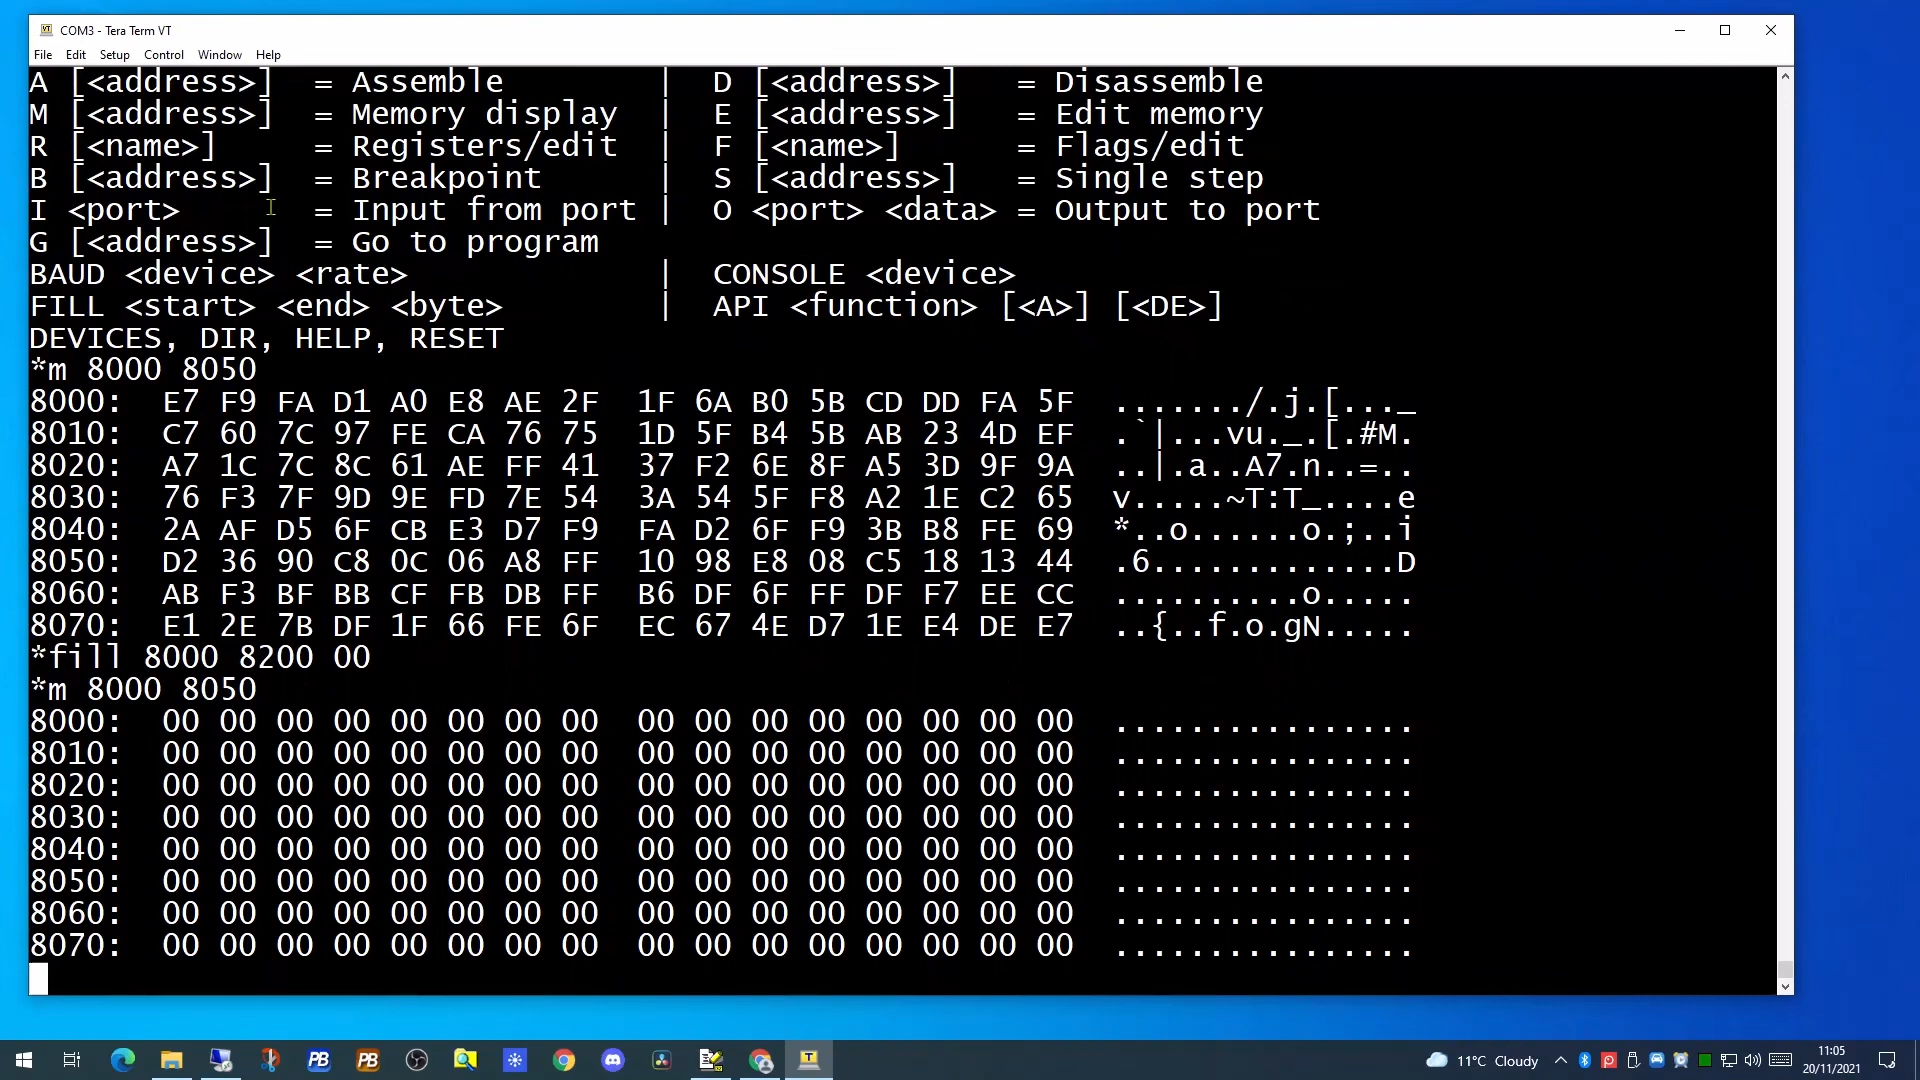 COM3 - Tera Term VT
File Edit Setup Control Window Help
A [<address>] = Assemble | D [<address>] = Disassemble
M [<address>] = Memory display | E [<address>] = Edit memory
R [<name>] = Registers/edit | F [<name>] = Flags/edit
B [<address>] = Breakpoint | S [<address>] = Single step
I <port> = Input from port | O <port> <data> = Output to port
G [<address>] = Go to program
BAUD <device> <rate> | CONSOLE <device>
FILL <start> <end> <byte> | API <function> [<A>] [<DE>]
DEVICES, DIR, HELP, RESET
*m 8000 8050
8000: E7 F9 FA D1 A0 E8 AE 2F 1F 6A B0 5B CD DD FA 5F ......./.j.[..._
8010: C7 60 7C 97 FE CA 76 75 1D 5F B4 5B AB 23 4D EF .`|...vu._.[.#M.
8020: A7 1C 7C 8C 61 AE FF 41 37 F2 6E 8F A5 3D 9F 9A ..|.a..A7.n..=..
8030: 76 F3 7F 9D 9E FD 7E 54 3A 54 5F F8 A2 1E C2 65 v.....~T:T_....e
8040: 2A AF D5 6F CB E3 D7 F9 FA D2 6F F9 3B B8 FE 69 *..o......o.;..i
8050: D2 36 90 C8 0C 06 A8 FF 10 98 E8 08 C5 18 13 44 .6.............D
8060: AB F3 BF BB CF FB DB FF B6 DF 6F FF DF F7 EE CC ..........o.....
8070: E1 2E 7B DF 1F 66 FE 6F EC 67 4E D7 1E E4 DE E7 ..{..f.o.gN.....
*fill 8000 8200 00
*m 8000 8050
8000: 00 00 00 00 00 00 00 00 00 00 00 00 00 00 00 00 ................
8010: 00 00 00 00 00 00 00 00 00 00 00 00 00 00 00 00 ................
8020: 00 00 00 00 00 00 00 00 00 00 00 00 00 00 00 00 ................
8030: 00 00 00 00 00 00 00 00 00 00 00 00 00 00 00 00 ................
8040: 00 00 00 00 00 00 00 00 00 00 00 00 00 00 00 00 ................
8050: 00 00 00 00 00 00 00 00 00 00 00 00 00 00 00 00 ................
8060: 00 00 00 00 00 00 00 00 00 00 00 00 00 00 00 00 ................
8070: 00 00 00 00 00 00 00 00 00 00 00 00 00 00 00 00 ................
PB PB T 11°C Cloudy 11:05
20/11/2021